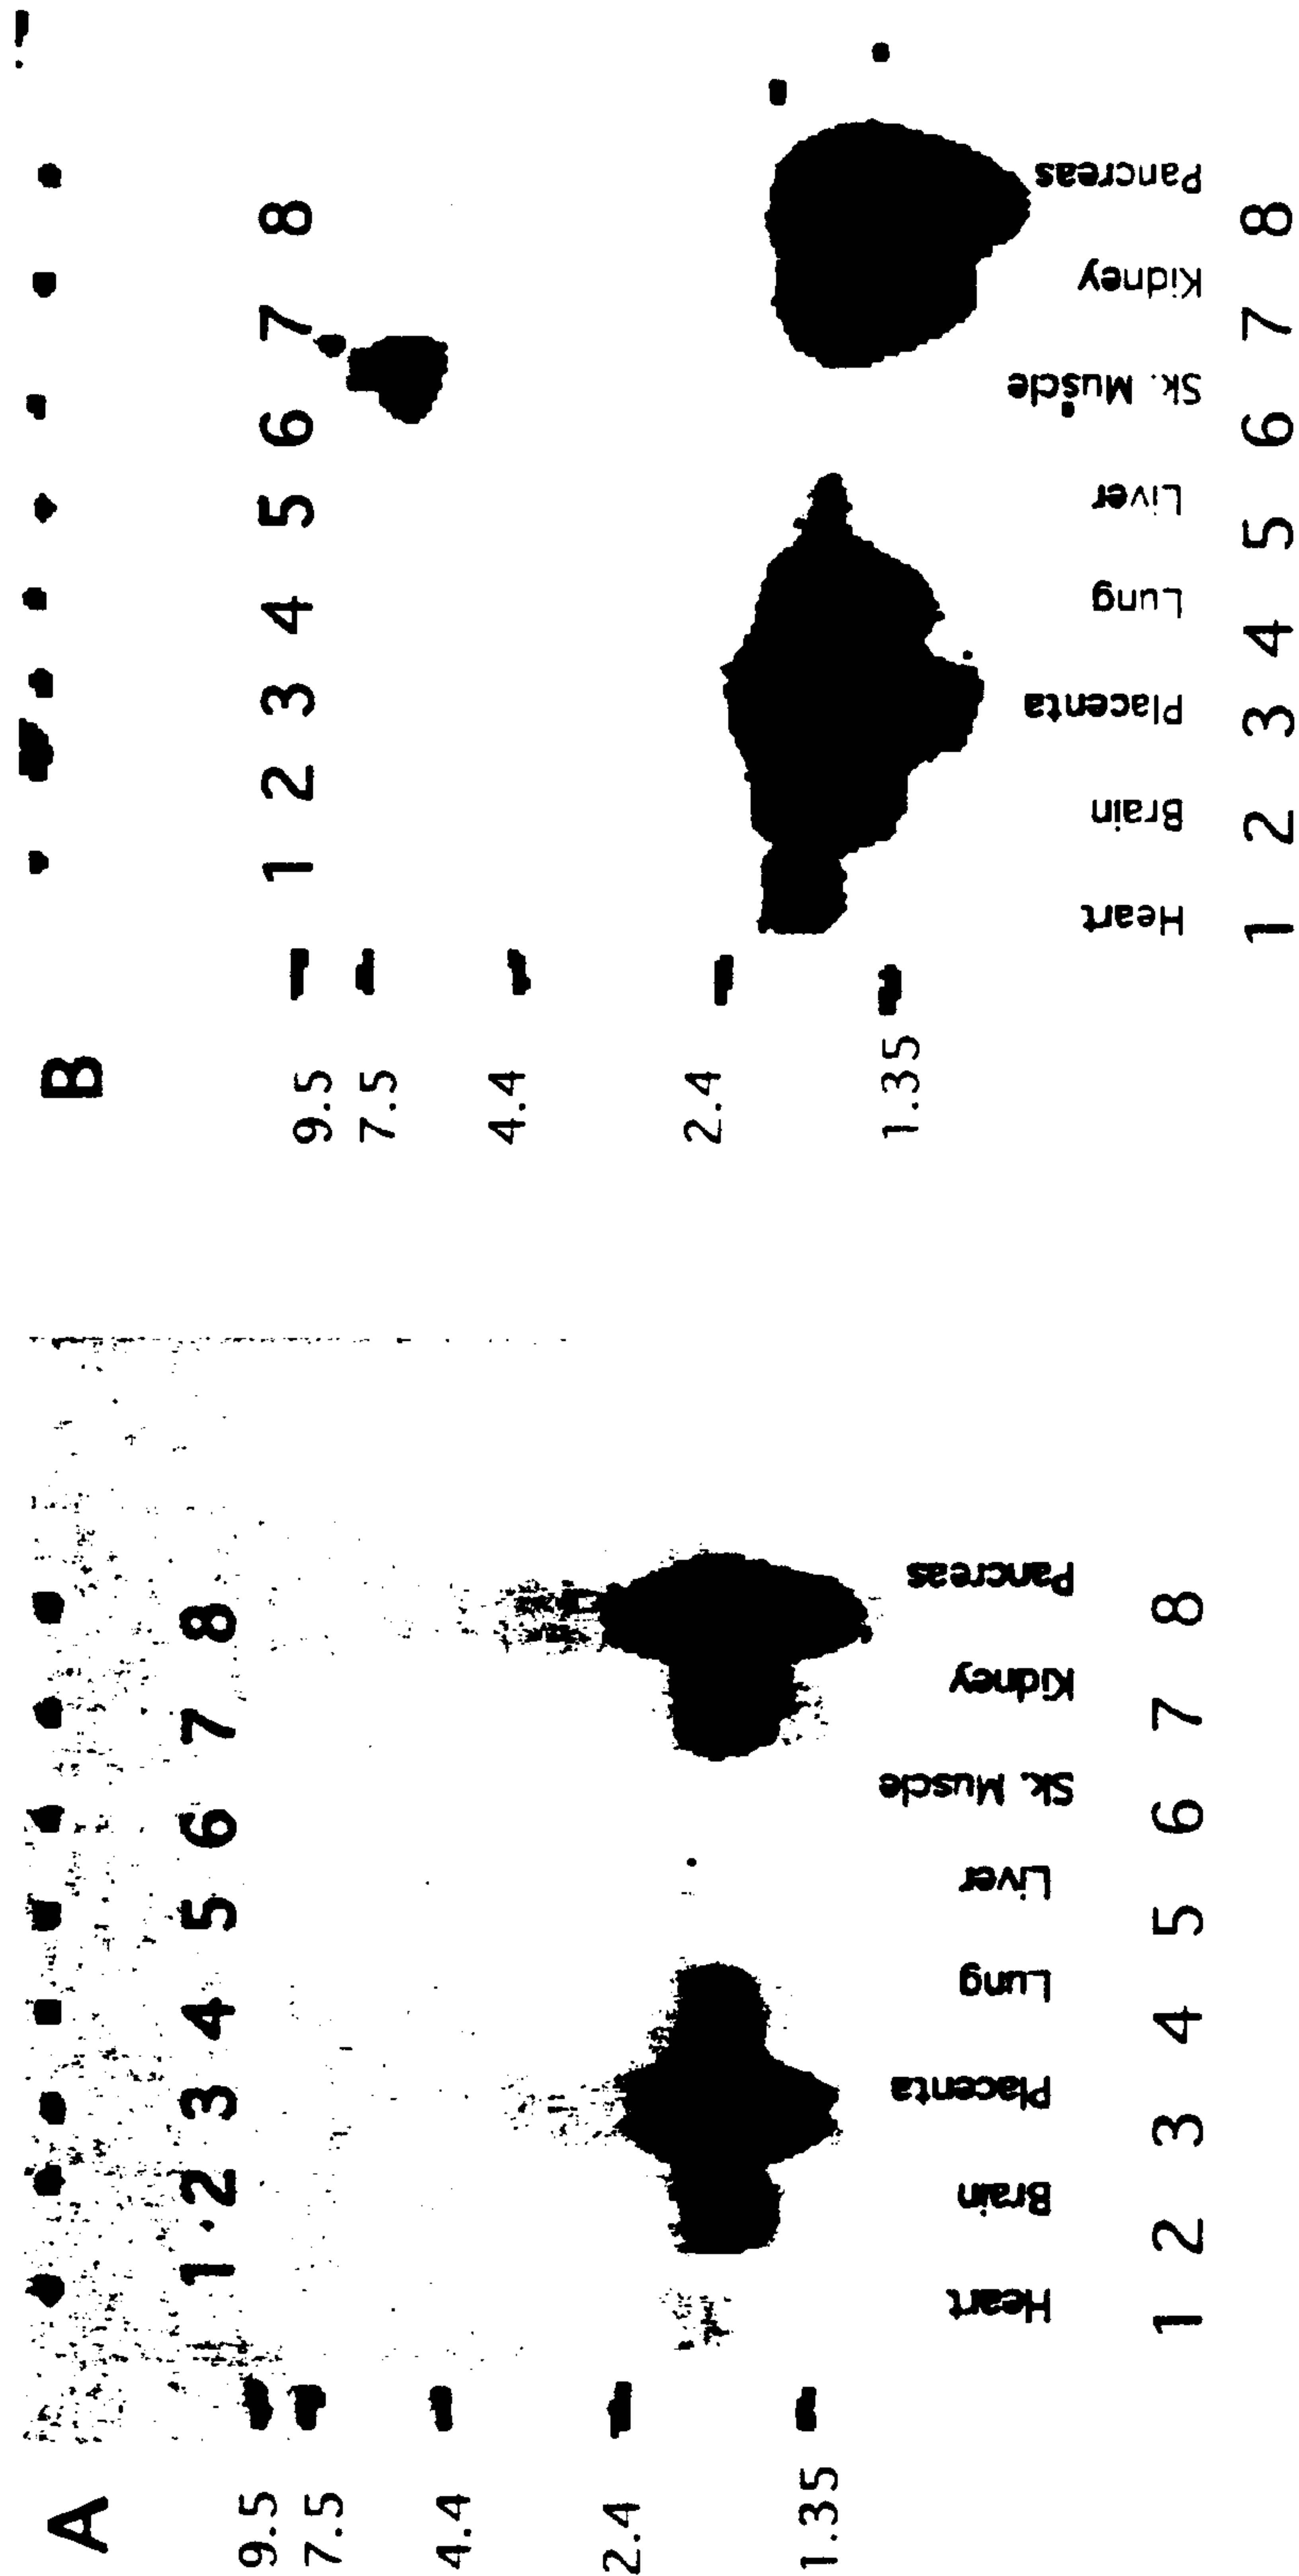 A
1 2 3 4 5 6 7 8
9.5
7.5
4.4
2.4
1.35
Heart Brain Placenta Lung Liver Sk. Muscle Kidney Pancreas
1 2 3 4 5 6 7 8
B
1 2 3 4 5 6 7 8
9.5
7.5
4.4
2.4
1.35
Heart Brain Placenta Lung Liver Sk. Muscle Kidney Pancreas
1 2 3 4 5 6 7 8